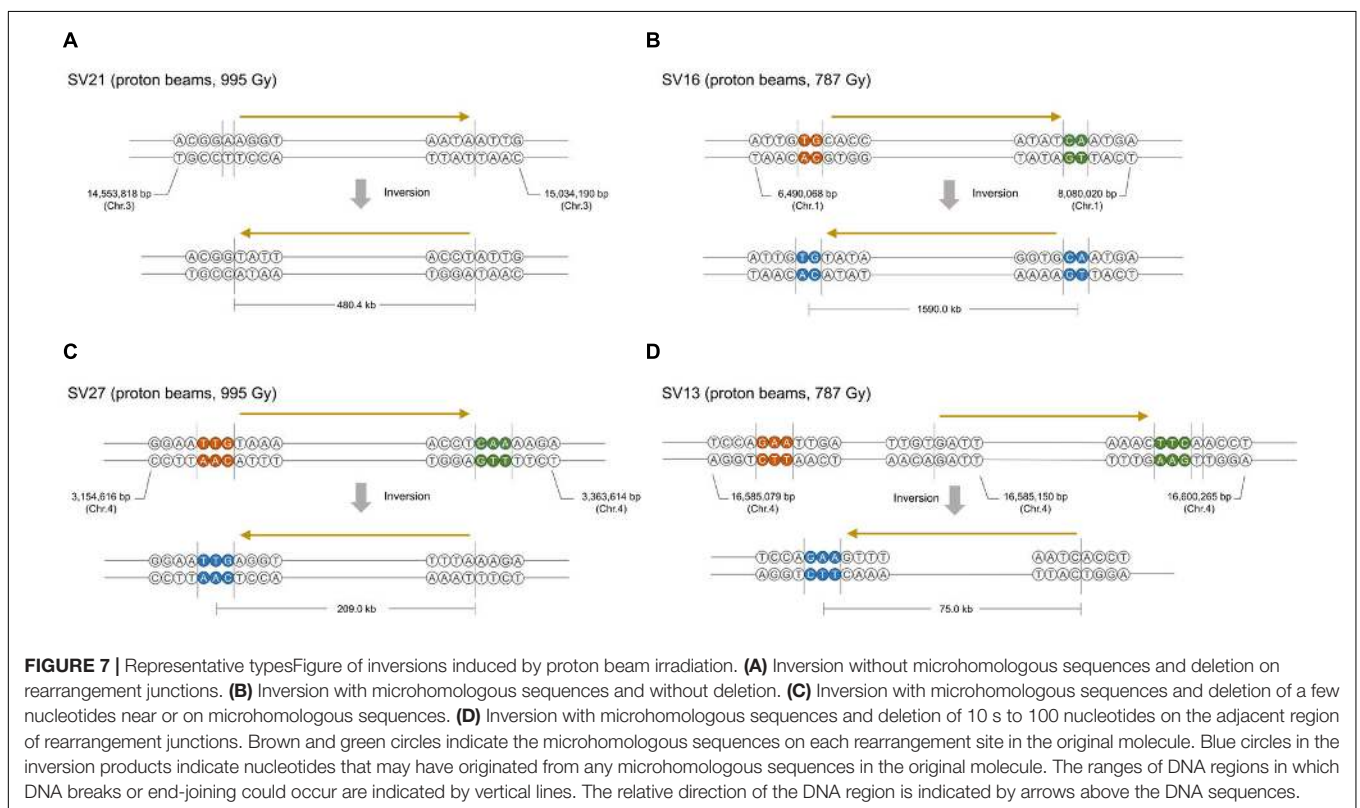 A
SV21 (proton beams, 995 Gy)
ACGGAAGGT AATAATTG
TGCCTTCCA TTATTAAC
14,553,818 bp
(Chr.3)
Inversion
15,034,190 bp
(Chr.3)
ACGGTATT ACCTATTG
TGCCATAA TGGATAAC
480.4 kb
B
SV16 (proton beams, 787 Gy)
ATTGTGCACC ATATCAATGA
TAACACGTGG TATAGTTACT
6,490,068 bp
(Chr.1)
Inversion
8,080,020 bp
(Chr.1)
ATTGTGTATA GGTGCAATGA
TAACACATAT AAAAGTTACT
1590.0 kb
C
SV27 (proton beams, 995 Gy)
GGAATTGTAAA ACCTCAAAAGA
CCTTAACATTT TGGAGTTTTCT
3,154,616 bp
(Chr.4)
Inversion
3,363,614 bp
(Chr.4)
GGAATTGAGGT TTTAAAGA
CCTTAACTCCA AAATTTCT
209.0 kb
D
SV13 (proton beams, 787 Gy)
TCCAGAATTGA TTGTGATT AAACTTCAACCT
AGGTCTTAACT AACAGATT TTTGAAGTTGGA
16,585,079 bp
(Chr.4)
Inversion
16,585,150 bp
(Chr.4)
16,600,265 bp
(Chr.4)
TCCAGAAGTTT AATCACCT
AGGTCTTCAAA TTACTGGA
75.0 kb
FIGURE 7 | Representative typesFigure of inversions induced by proton beam irradiation. (A) Inversion without microhomologous sequences and deletion on
rearrangement junctions. (B) Inversion with microhomologous sequences and without deletion. (C) Inversion with microhomologous sequences and deletion of a few
nucleotides near or on microhomologous sequences. (D) Inversion with microhomologous sequences and deletion of 10 s to 100 nucleotides on the adjacent region
of rearrangement junctions. Brown and green circles indicate the microhomologous sequences on each rearrangement site in the original molecule. Blue circles in the
inversion products indicate nucleotides that may have originated from any microhomologous sequences in the original molecule. The ranges of DNA regions in which
DNA breaks or end-joining could occur are indicated by vertical lines. The relative direction of the DNA region is indicated by arrows above the DNA sequences.